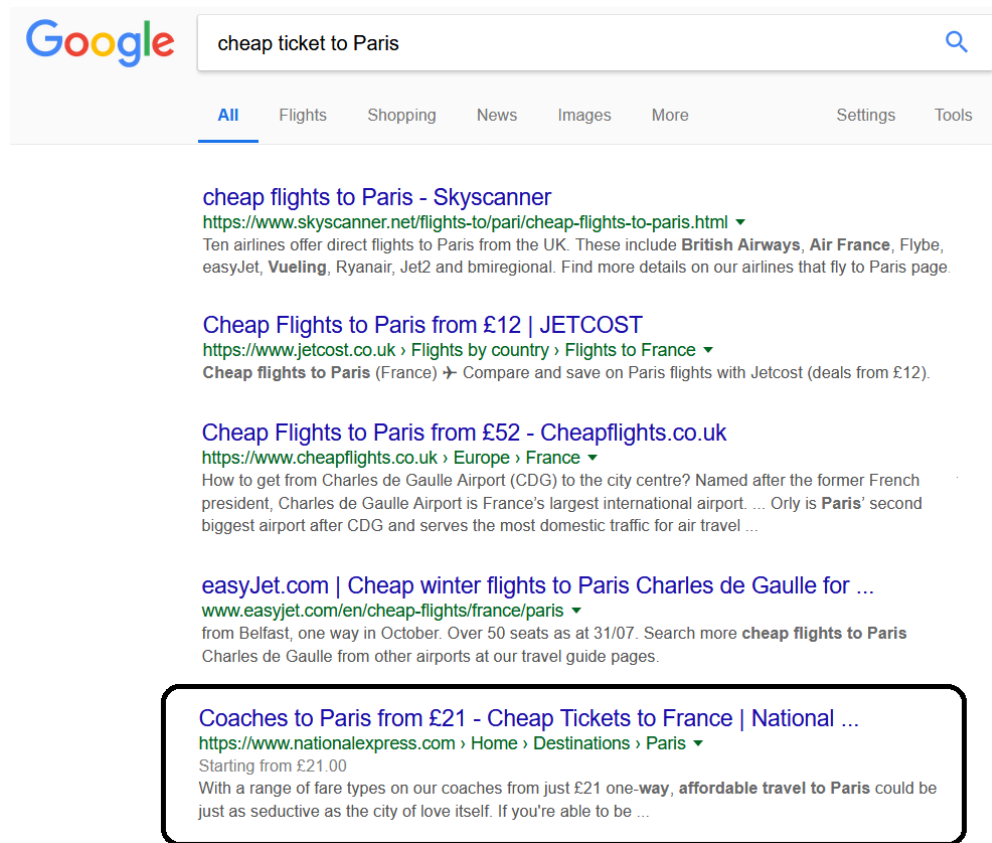 Google
cheap ticket to Paris
All Flights Shopping News Images More Settings Tools
cheap flights to Paris - Skyscanner
https://www.skyscanner.net/flights-to/pari/cheap-flights-to-paris.html
Ten airlines offer direct flights to Paris from the UK. These include British Airways, Air France, Flybe,
easyJet, Vueling, Ryanair, Jet2 and bmiregional. Find more details on our airlines that fly to Paris page.
Cheap Flights to Paris from £12 | JETCOST
https://www.jetcost.co.uk › Flights by country › Flights to France
Cheap flights to Paris (France) ✈ Compare and save on Paris flights with Jetcost (deals from £12).
Cheap Flights to Paris from £52 - Cheapflights.co.uk
https://www.cheapflights.co.uk › Europe › France
How to get from Charles de Gaulle Airport (CDG) to the city centre? Named after the former French
president, Charles de Gaulle Airport is France's largest international airport. ... Orly is Paris' second
biggest airport after CDG and serves the most domestic traffic for air travel ...
easyJet.com | Cheap winter flights to Paris Charles de Gaulle for ...
www.easyjet.com/en/cheap-flights/france/paris
from Belfast, one way in October. Over 50 seats as at 31/07. Search more cheap flights to Paris
Charles de Gaulle from other airports at our travel guide pages.
Coaches to Paris from £21 - Cheap Tickets to France | National ...
https://www.nationalexpress.com › Home › Destinations › Paris
Starting from £21.00
With a range of fare types on our coaches from just £21 one-way, affordable travel to Paris could be
just as seductive as the city of love itself. If you're able to be ...